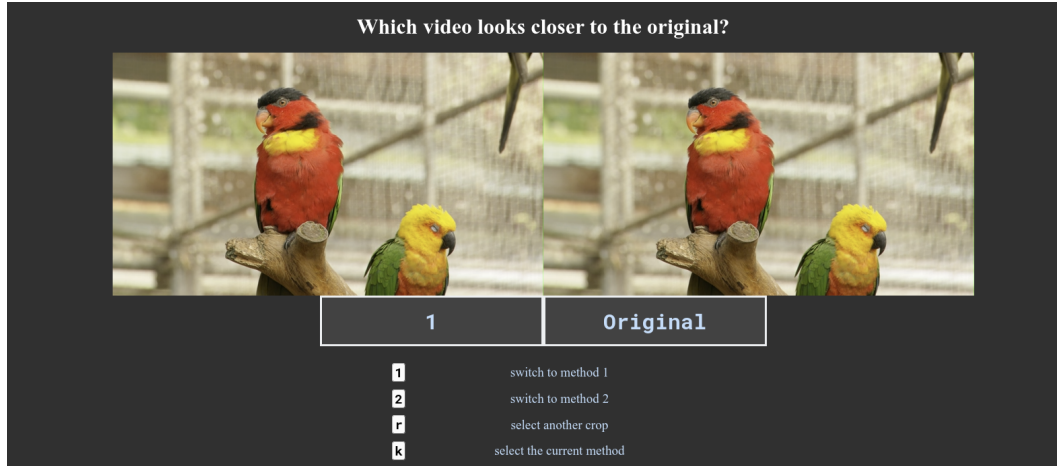 Which video looks closer to the original?
1 Original
1 switch to method 1
2 switch to method 2
r select another crop
k select the current method